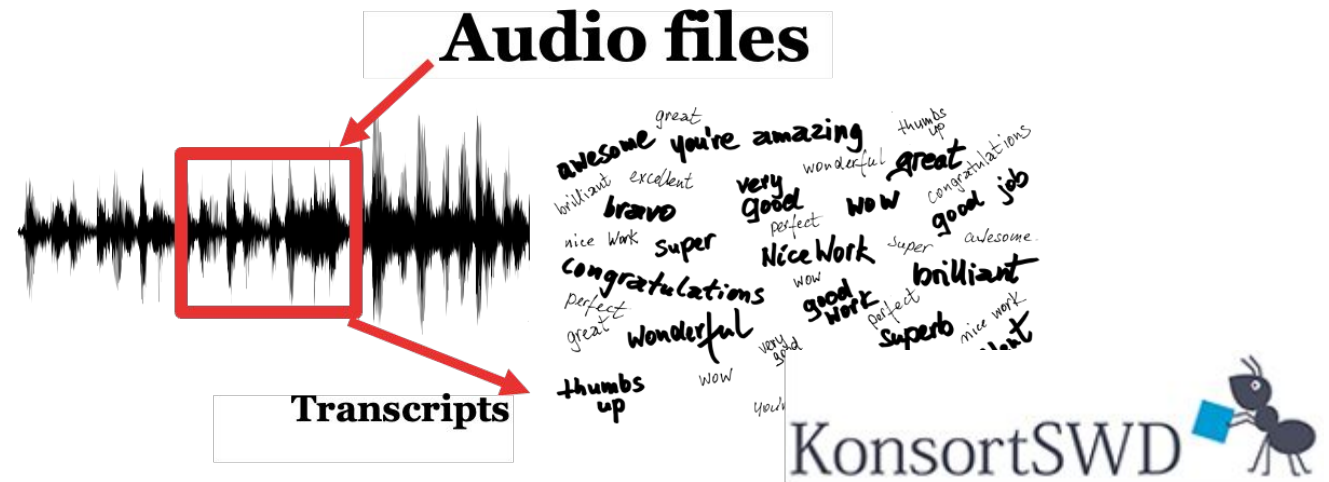 Audio files
great
thumbs
up
awesome you're amazing
wonderful
great
congratulations
brilliant
excellent
very
good
wow
good job
bravo
perfect
nice work
super
Nice Work
super
awesome.
congratulations
wow
brilliant
perfect
good
work
perfect
great
wonderful
superb
nice work
very
good
thumbs
up
wow
Transcripts
KonsortSWD